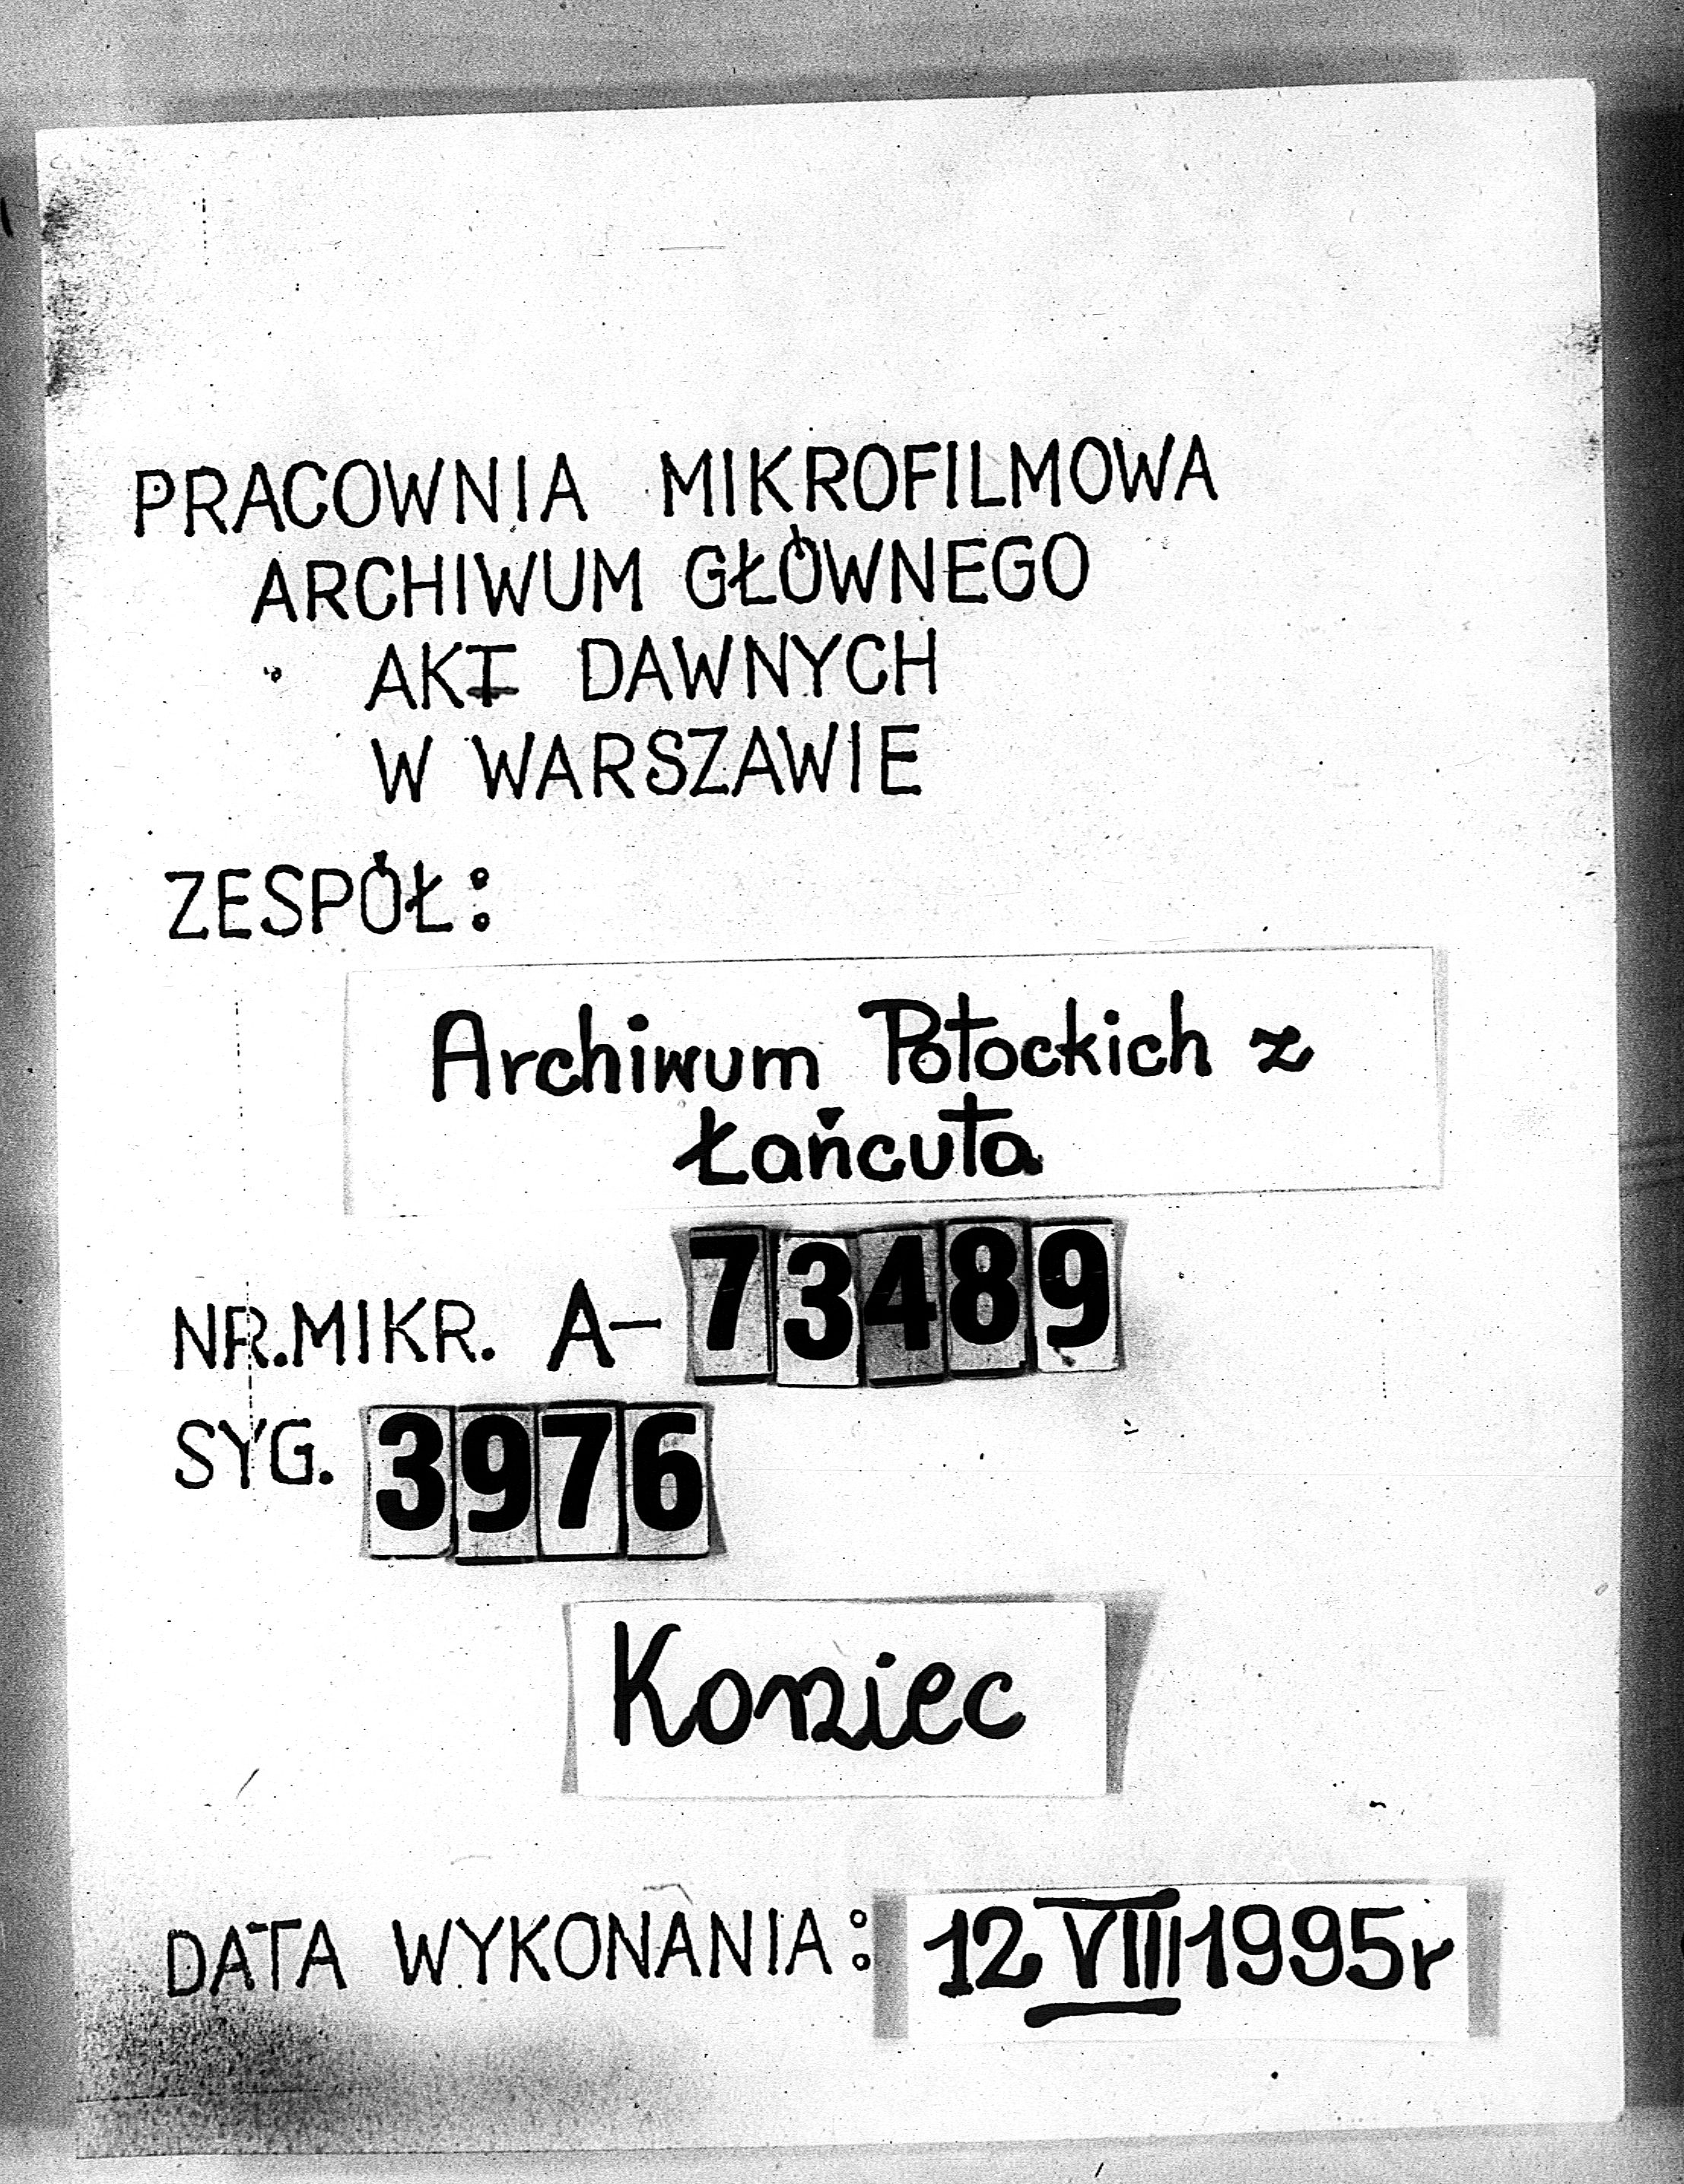 PRACOWNIA MIKROFILMOWA
ARCHIWUM GŁÓWNEGO
AKT DAWNYCH
W WARSZAWIE
ZESPÓŁ:
Archiwum Potockich z
Łańcuta
NR.MIKR. A-73489
SYG. 3976
Koniec
DATA WYKONANIA: 12 VIII 1995r